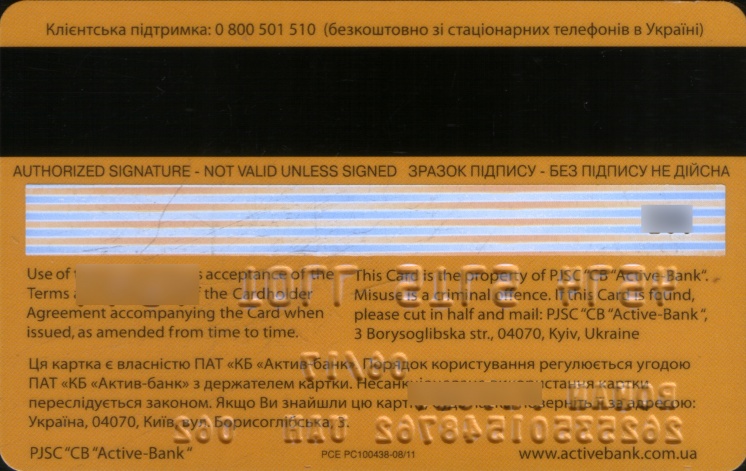 Клієнтська підтримка: 0 800 501 510 (безкоштовно зі стаціонарних телефонів в Україні)
AUTHORIZED SIGNATURE - NOT VALID UNLESS SIGNED ЗРАЗОК ПІДПИСУ - БЕЗ ПІДПИСУ НЕ ДІЙСНА
Use of acceptance of the
Terms the Cardholder
Agreement accompanying the Card when
issued, as amended from time to time.
This Card is the property of PJSC "CB "Active-Bank".
Misuse is a criminal offence. If this Card is found,
please cut in half and mail: PJSC "CB "Active-Bank",
3 Borysoglibska str., 04070, Kyiv, Ukraine
Ця картка є власністю ПАТ «КБ «Актив-банк» Порядок користування регулюється угодою
ПАТ «КБ «Актив-банк» з держателем картки. використання картки
переслідується законом. Якщо Ви знайшли цю за адресою:
Україна, 04070, Київ, вул. Борисоглібська, 3.
PJSC "CB "Active-Bank"
PCE PC100438-08/11
www.activebank.com.ua